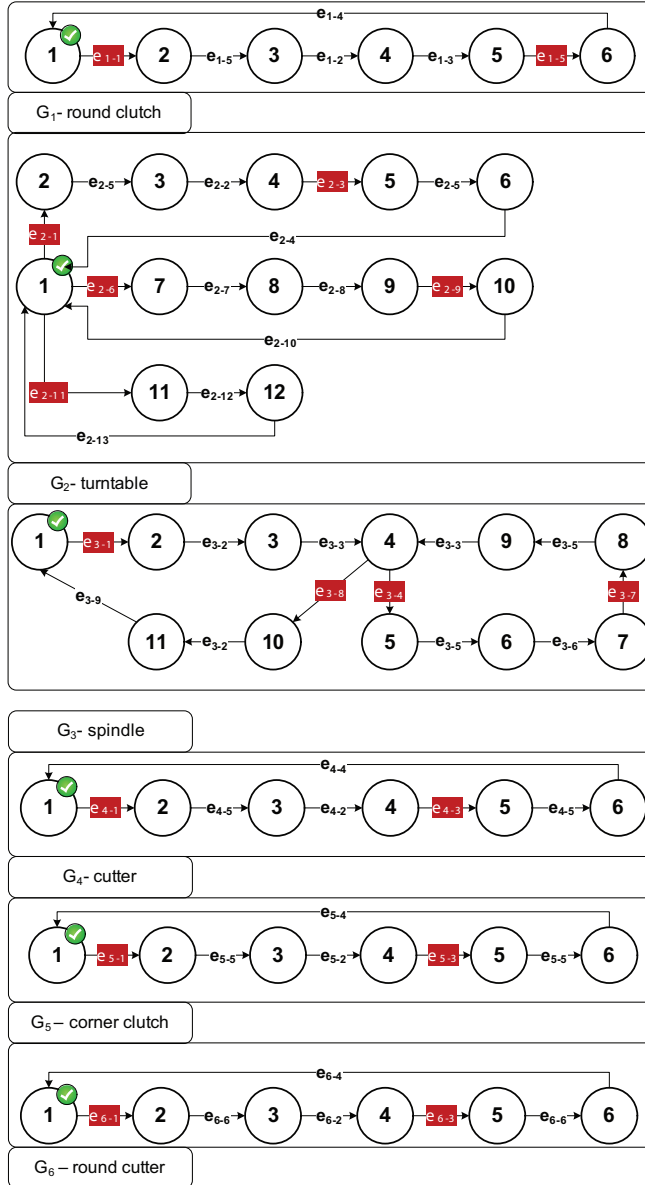 e1-4
1 e1-1 2 e1-5 3 e1-2 4 e1-3 5 e1-5 6
G1- round clutch
2 e2-5 3 e2-2 4 e2-3 5 e2-5 6
e2-1 e2-4
1 e2-6 7 e2-7 8 e2-8 9 e2-9 10
e2-10
e2-11 11 e2-12 12
e2-13
G2- turntable
1 e3-1 2 e3-2 3 e3-3 4 e3-3 9 e3-5 8
e3-9 e3-8 e3-4 e3-7
11 e3-2 10 5 e3-5 6 e3-6 7
G3- spindle
e4-4
1 e4-1 2 e4-5 3 e4-2 4 e4-3 5 e4-5 6
G4- cutter
e5-4
1 e5-1 2 e5-5 3 e5-2 4 e5-3 5 e5-5 6
G5– corner clutch
e6-4
1 e6-1 2 e6-6 3 e6-2 4 e6-3 5 e6-6 6
G6– round cutter